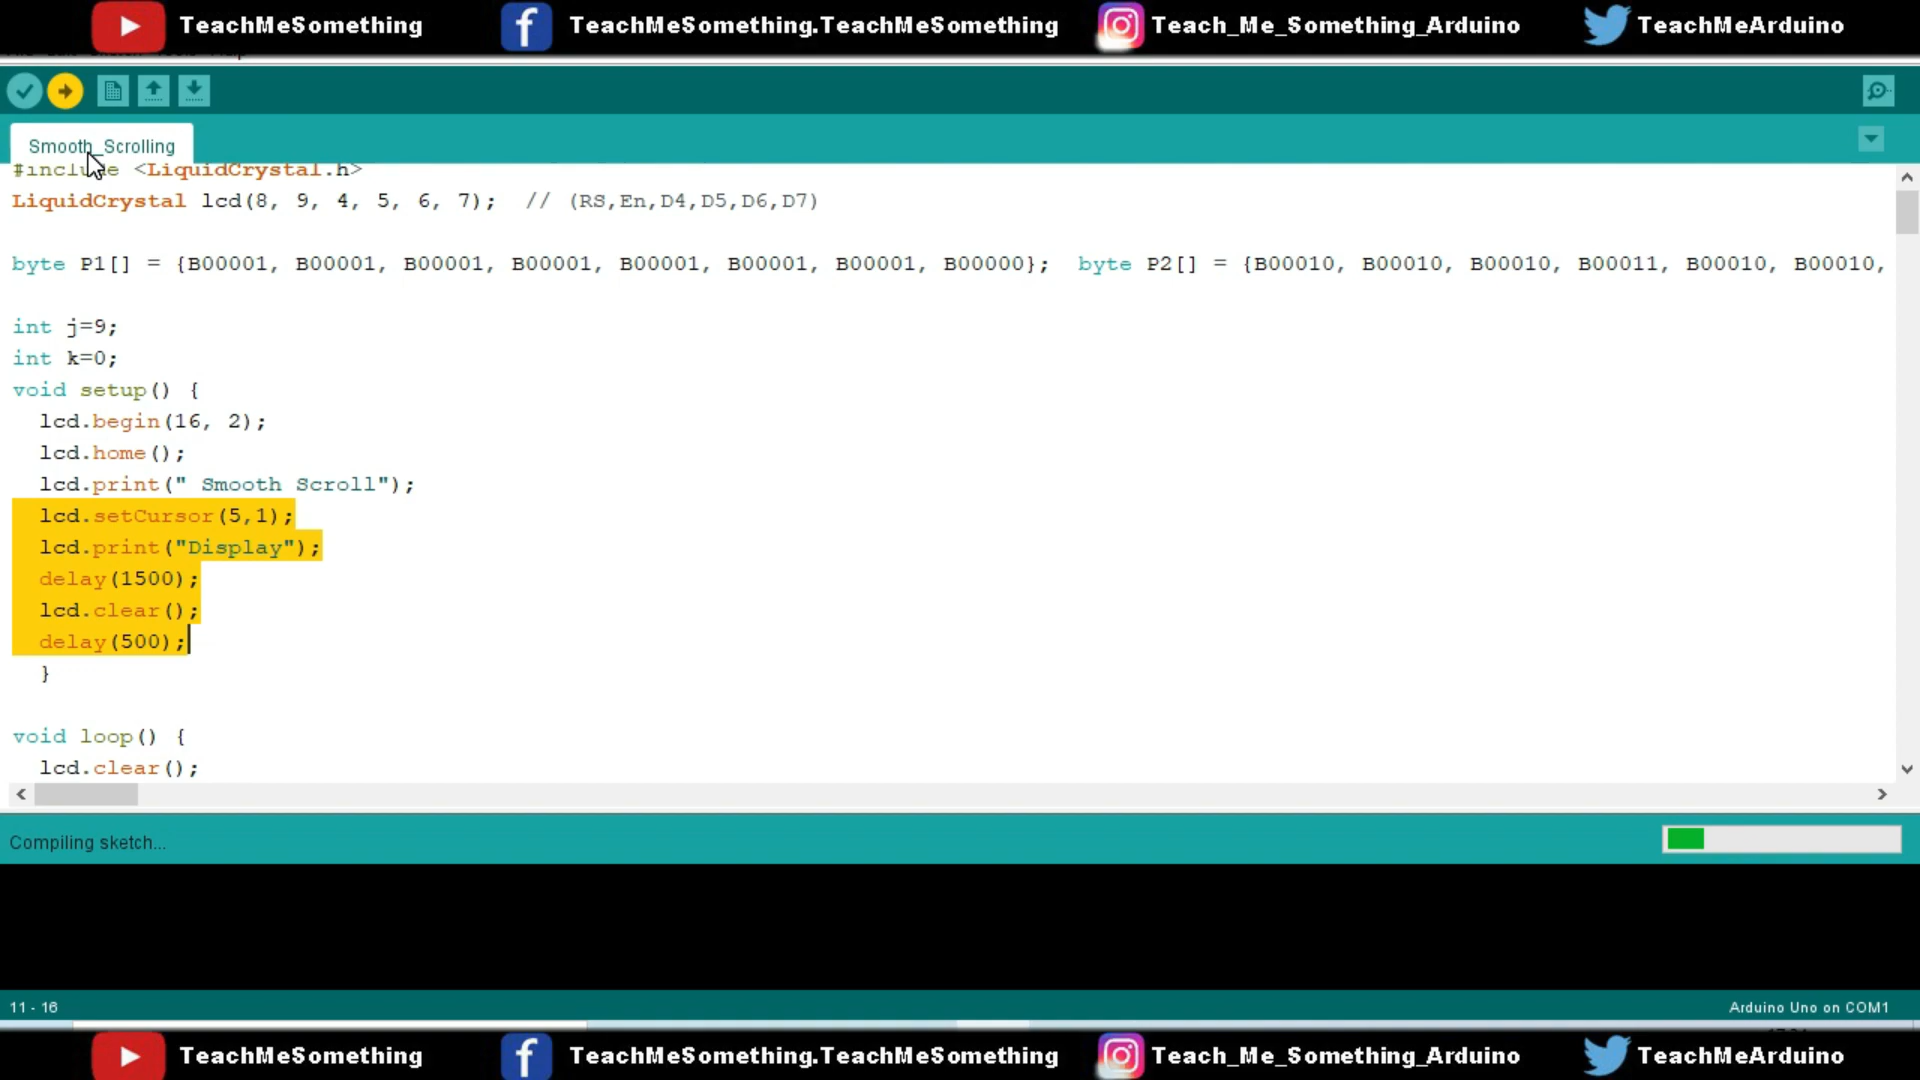 TeachMeSomething TeachMeSomething.TeachMeSomething Teach_Me_Something_Arduino TeachMeArduino
Smooth_Scrolling
#include <LiquidCrystal.h>
LiquidCrystal lcd(8, 9, 4, 5, 6, 7);  // (RS,En,D4,D5,D6,D7)
byte P1[] = {B00001, B00001, B00001, B00001, B00001, B00001, B00001, B00000};  byte P2[] = {B00010, B00010, B00010, B00011, B00010, B00010,
int j=9;
int k=0;
void setup() {
lcd.begin(16, 2);
lcd.home();
lcd.print(" Smooth Scroll");
lcd.setCursor(5,1);
lcd.print("Display");
delay(1500);
lcd.clear();
delay(500);
}
void loop() {
lcd.clear();
Compiling sketch...
11 - 16 Arduino Uno on COM1
TeachMeSomething TeachMeSomething.TeachMeSomething Teach_Me_Something_Arduino TeachMeArduino